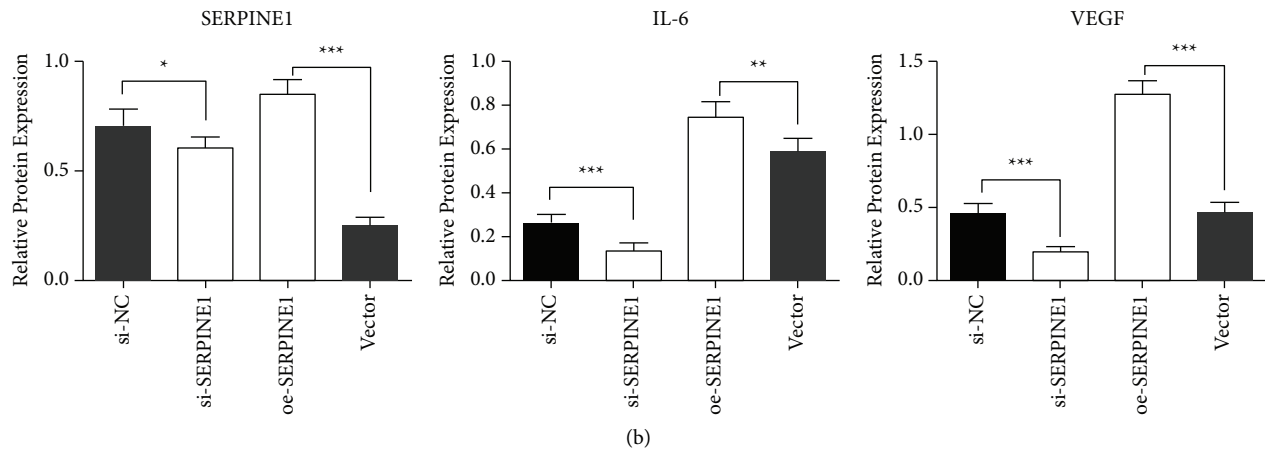 SERPINE1
Relative Protein Expression
1.0
0.5
0.0
*
***
si-NC
si-SERPINE1
oe-SERPINE1
Vector
IL-6
Relative Protein Expression
1.0
0.8
0.6
0.4
0.2
0.0
***
**
si-NC
si-SERPINE1
oe-SERPINE1
Vector
VEGF
Relative Protein Expression
1.5
1.0
0.5
0.0
***
***
si-NC
si-SERPINE1
oe-SERPINE1
Vector
(b)